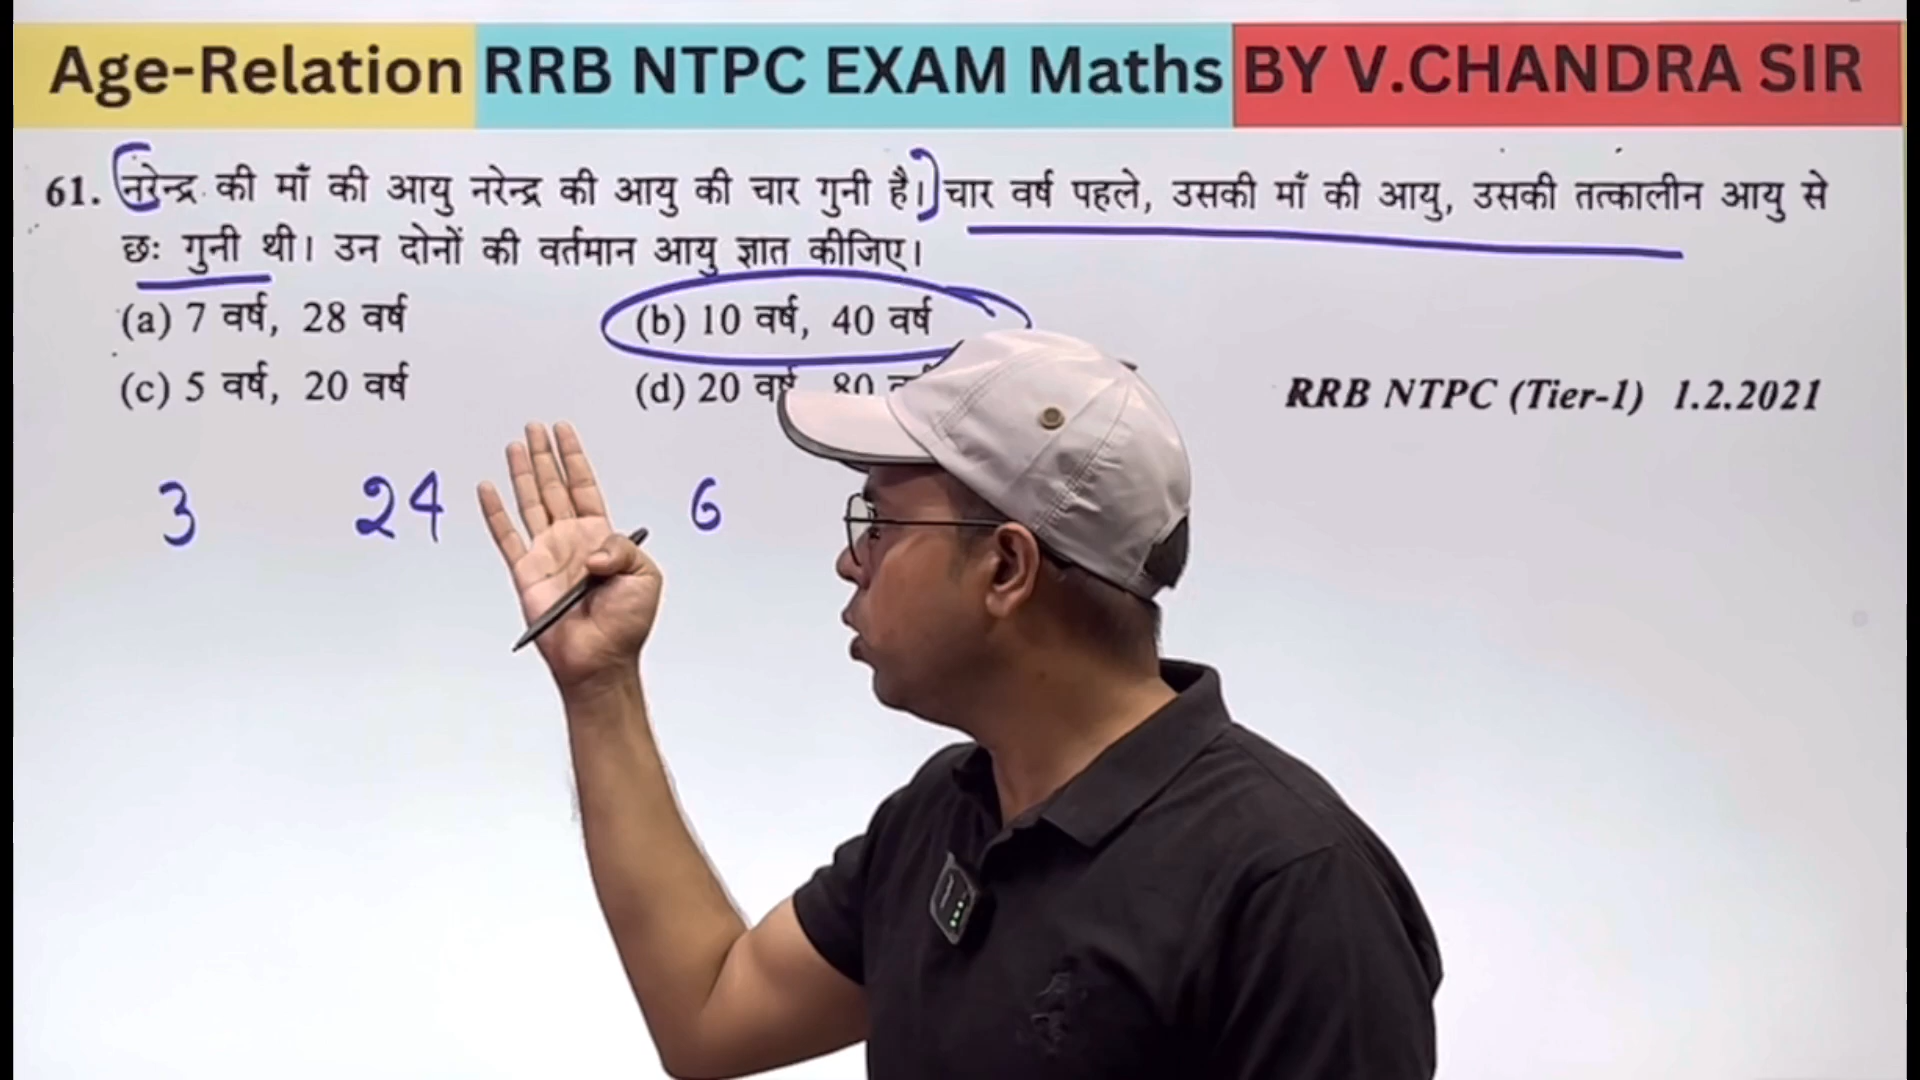 Age-Relation RRB NTPC EXAM Maths BY V.CHANDRA SIR
61. नरेन्द्र की माँ की आयु नरेन्द्र की आयु की चार गुनी है। चार वर्ष पहले, उसकी माँ की आयु, उसकी तत्कालीन आयु से
छः गुनी थी। उन दोनों की वर्तमान आयु ज्ञात कीजिए।
(a) 7 वर्ष, 28 वर्ष (b) 10 वर्ष, 40 वर्ष
(c) 5 वर्ष, 20 वर्ष (d) 20 वर्ष 80
RRB NTPC (Tier-1) 1.2.2021
3 24 6